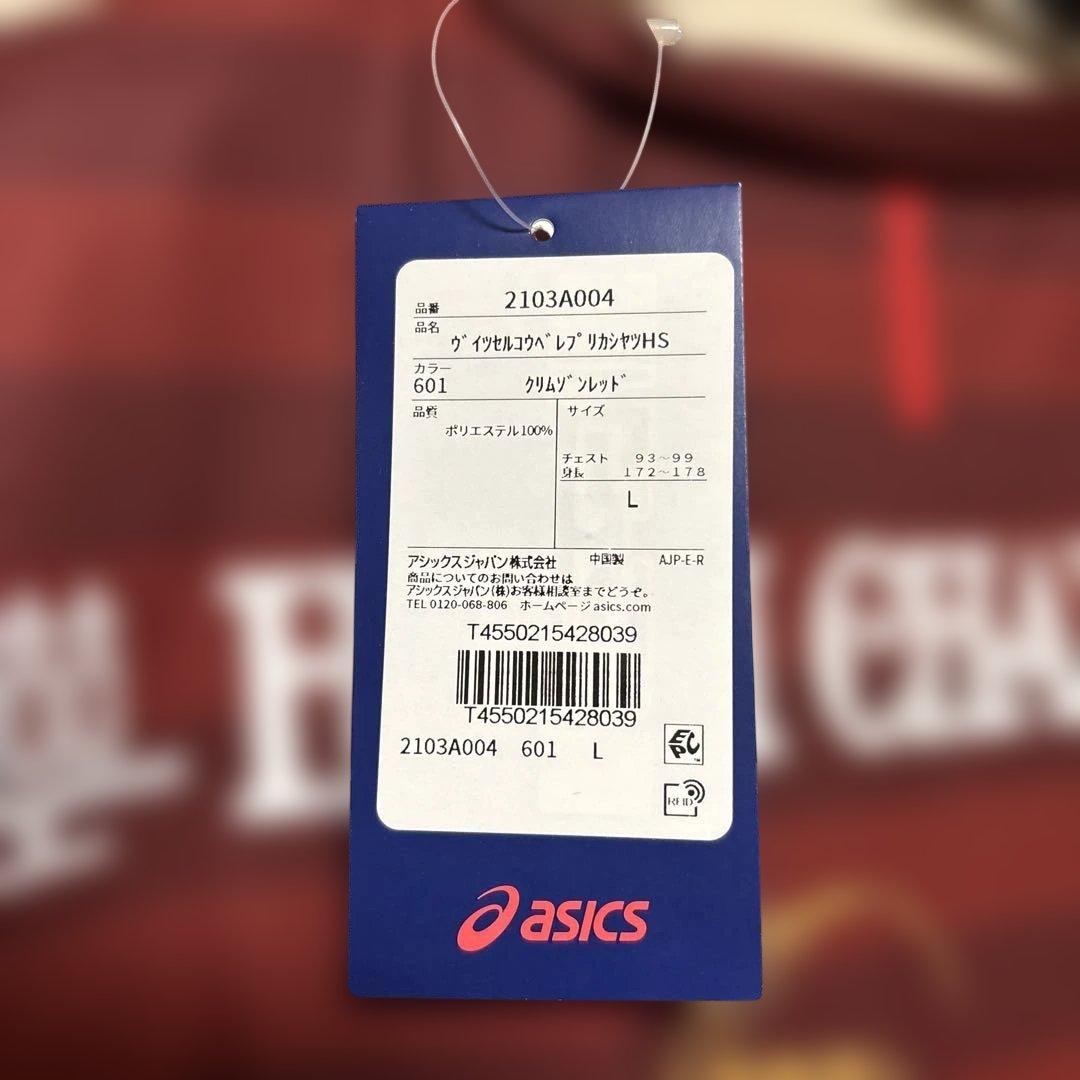 品番 2103A004
品名
ｳﾞｲﾂｾﾙｺｳﾍﾞﾚﾌﾟﾘｶｼﾔﾂHS
カラー
601 ｸﾘﾑｿﾞﾝﾚｯﾄﾞ
品質
ポリエステル100%
サイズ
チェスト ９３～９９
身長 １７２～１７８
L
アシックスジャパン株式会社 中国製 AJP-E-R
商品についてのお問い合わせは
アシックスジャパン(株)お客様相談室までどうぞ。
TEL 0120-068-806 ホームページ asics.com
T4550215428039
T4550215428039
2103A004 601 L
EPC
TM
RFID
asics